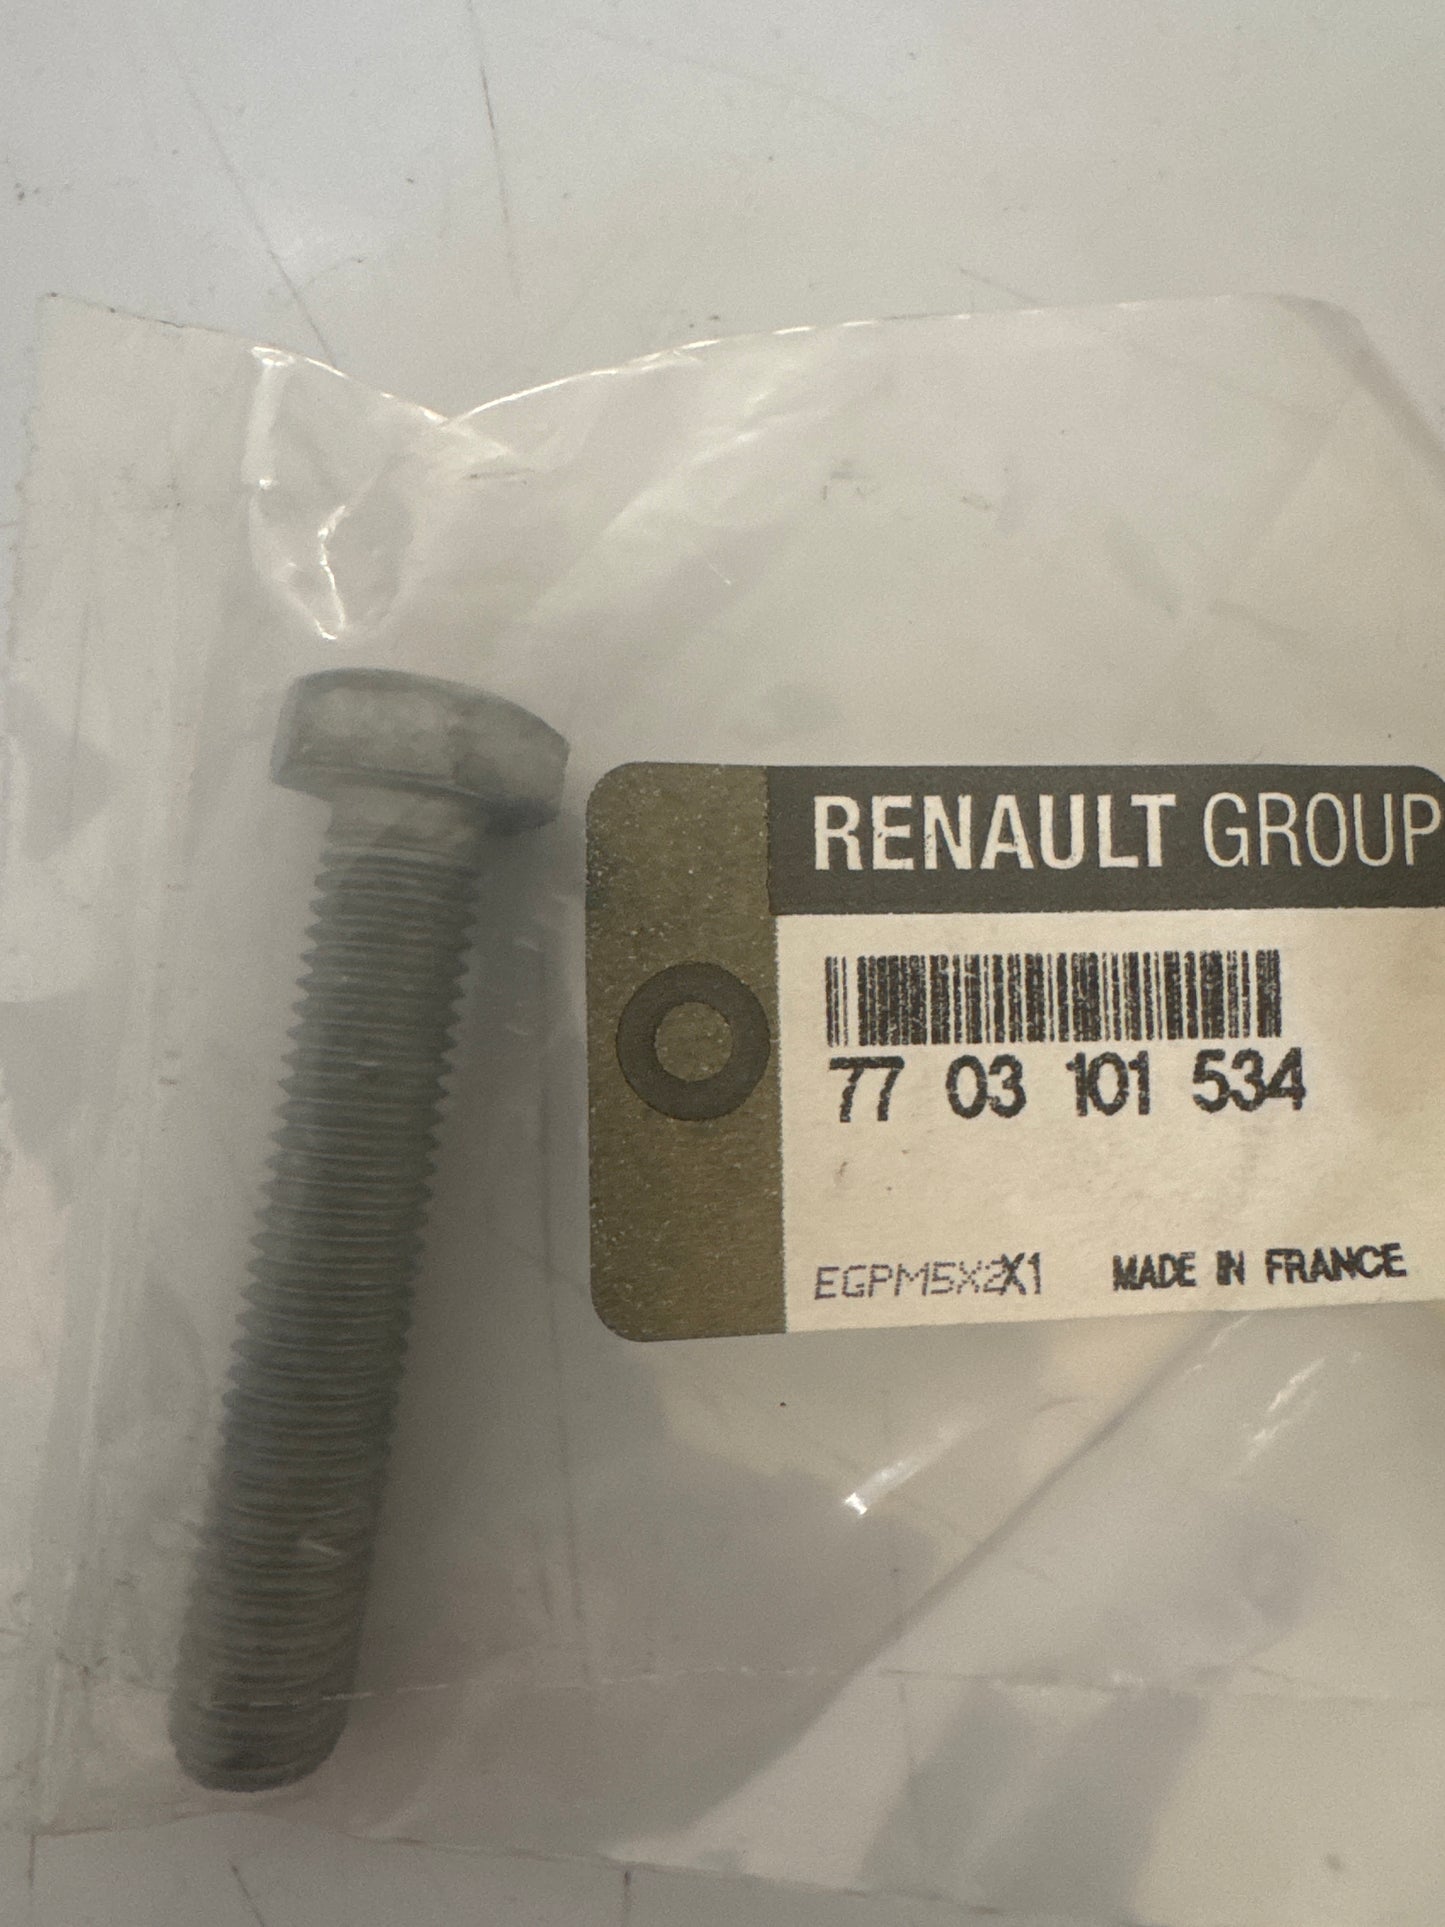 RENAULT GROUP
77 03 101 534
EGPM5X2X1 MADE IN FRANCE